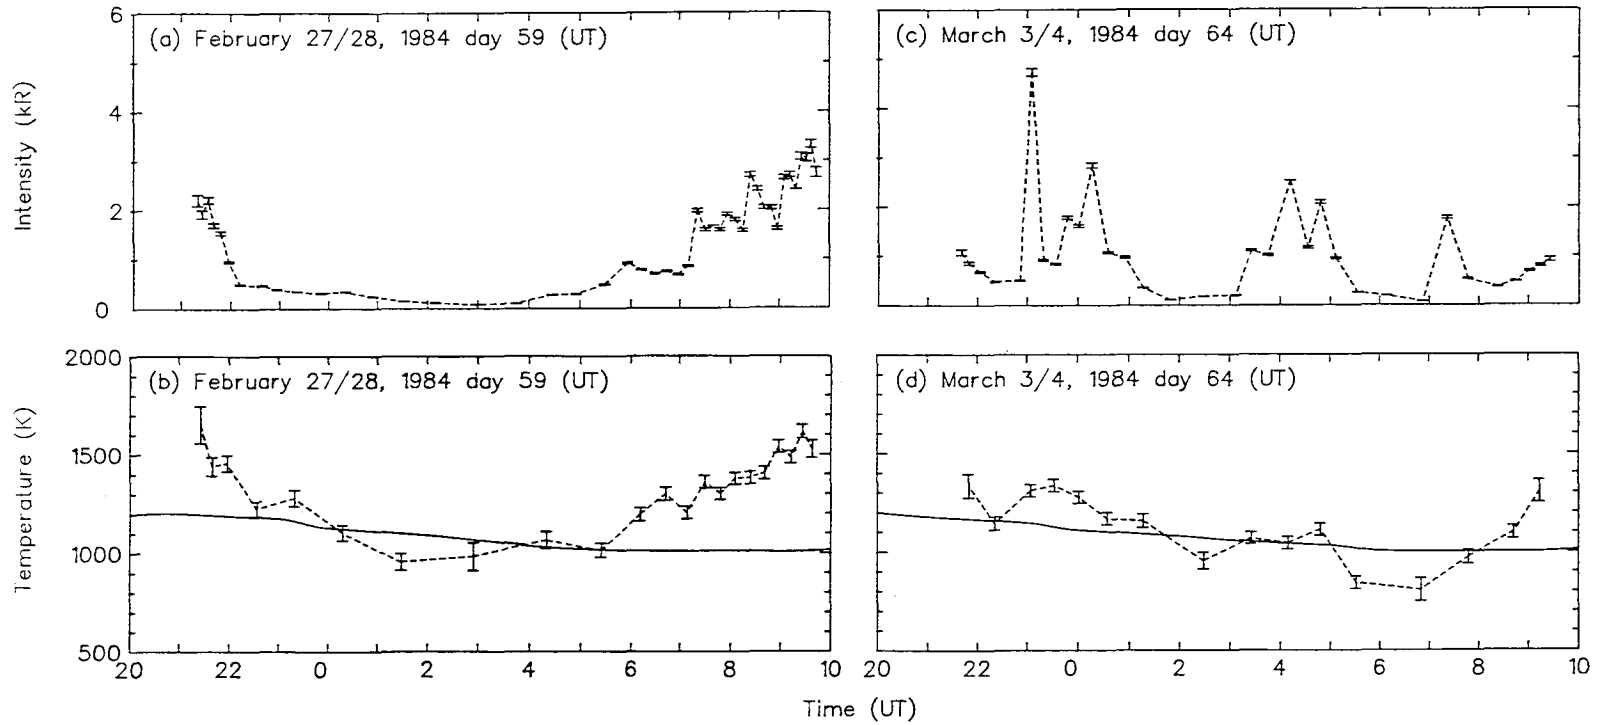 (a) February 27/28, 1984 day 59 (UT)
(c) March 3/4, 1984 day 64 (UT)
Intensity (kR)
6
4
2
0
(b) February 27/28, 1984 day 59 (UT)
(d) March 3/4, 1984 day 64 (UT)
Temperature (K)
2000
1500
1000
500
20 22 0 2 4 6 8 10
20 22 0 2 4 6 8 10
Time (UT)